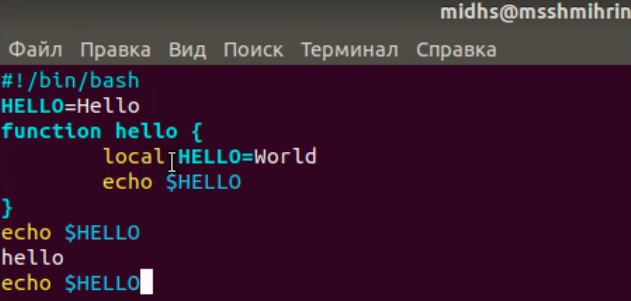 midhs@msshmihrin
Файл Правка Вид Поиск Терминал Справка
#!/bin/bash
HELLO=Hello
function hello {
        local HELLO=World
        echo $HELLO
}
echo $HELLO
hello
echo $HELLO